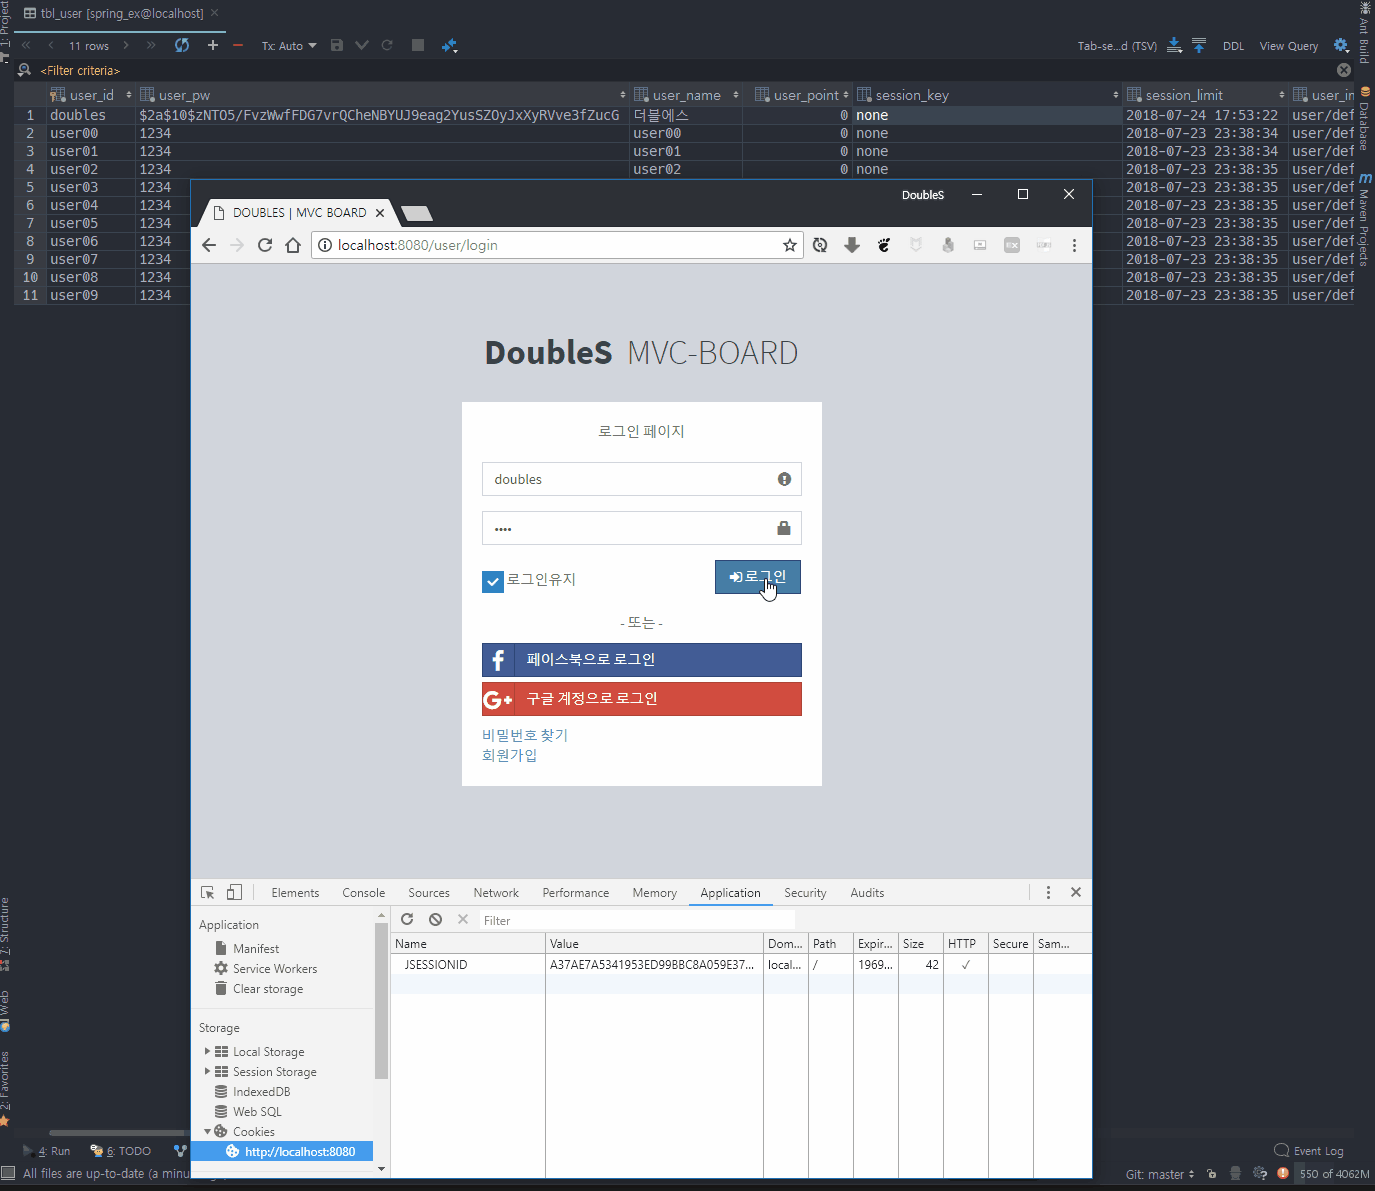 tbl_user [spring_ex@localhost]
11 rows
Tx: Auto
Tab-se...d (TSV)
DDL
View Query
<Filter criteria>
user_id user_pw user_name user_point session_key session_limit
1 doubles $2a$10$zNTO5/FvzWwfFDG7vrQCheNBYUJ9eag2YusSZOyJxXyRVve3fZucG 더블에스 0 none 2018-07-24 17:53:22 user/def
2 user00 1234 user00 0 none 2018-07-23 23:38:34 user/def
3 user01 1234 user01 0 none 2018-07-23 23:38:34 user/def
4 user02 1234 user02 0 none 2018-07-23 23:38:35 user/def
5 user03 1234 2018-07-23 23:38:35 user/def
6 user04 1234 2018-07-23 23:38:35 user/def
7 user05 1234 2018-07-23 23:38:35 user/def
8 user06 1234 2018-07-23 23:38:35 user/def
9 user07 1234 2018-07-23 23:38:35 user/def
10 user08 1234 2018-07-23 23:38:35 user/def
11 user09 1234 2018-07-23 23:38:35 user/def
1: Project
7: Structure
Web
2: Favorites
Ant Build
Database
Maven Projects
DoubleS
DOUBLES | MVC BOARD
localhost:8080/user/login
DoubleS MVC-BOARD
로그인 페이지
doubles
••••
로그인유지
로그인
- 또는 -
페이스북으로 로그인
구글 계정으로 로그인
비밀번호 찾기
회원가입
Elements Console Sources Network Performance Memory Application Security Audits
Application
Manifest
Service Workers
Clear storage
Storage
Local Storage
Session Storage
IndexedDB
Web SQL
Cookies
http://localhost:8080
Filter
Name Value Dom... Path Expir... Size HTTP Secure Sam...
JSESSIONID A37AE7A5341953ED99BBC8A059E37... local... / 1969... 42 ✓
4: Run
6: TODO
Event Log
All files are up-to-date (a minu
Git: master
550 of 4062M